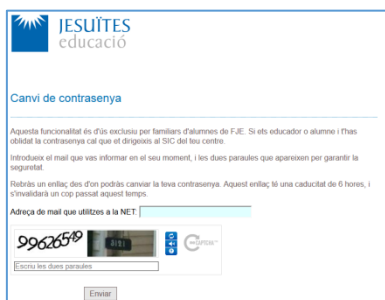 JESUÏTES
educació
Canvi de contrasenya
Aquesta funcionalitat és d'ús exclusiu per familiars d'alumnes de FJE. Si ets educador o alumne i t'has
oblidat la contrasenya cal que et dirigeixis al SIC del teu centre.
Introdueix el mail que vas informar en el seu moment, i les dues paraules que apareixen per garantir la
seguretat.
Rebràs un enllaç des d'on podràs canviar la teva contrasenya. Aquest enllaç té una caducitat de 6 hores, i
s'invalidarà un cop passat aquest temps.
Adreça de mail que utilitzes a la NET:
99626549
Escriu les dues paraules
Enviar